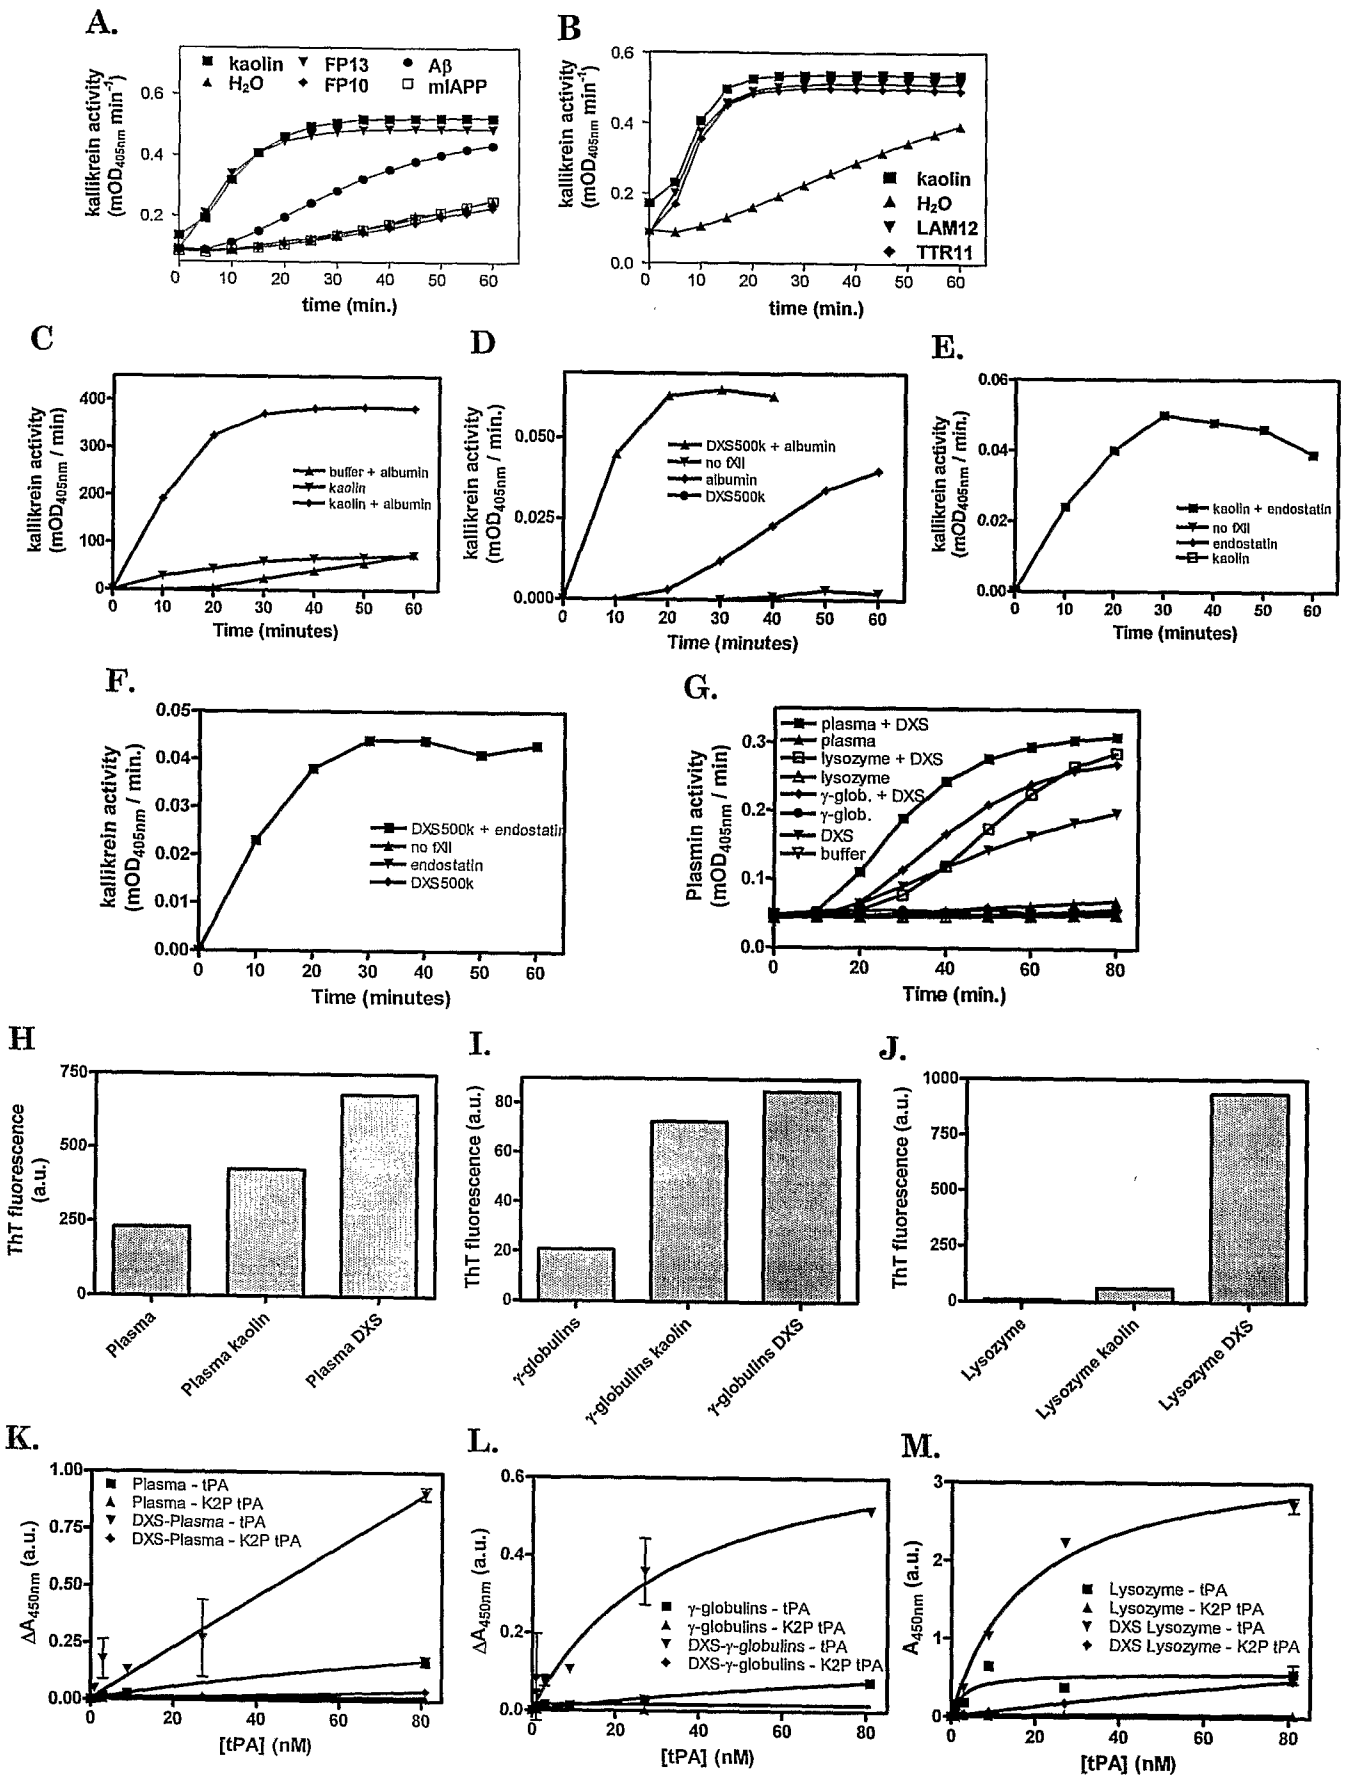 A.
kaolin FP13 Aβ
H₂O FP10 mIAPP
kallikrein activity
(mOD405nm min⁻¹)
0.6
0.4
0.2
0 10 20 30 40 50 60
time (min.)
B
kallikrein activity
(mOD405nm min⁻¹)
0.6
0.4
0.2
0.0
kaolin
H₂O
LAM12
TTR11
0 10 20 30 40 50 60
time (min.)
C
kallikrein activity
(mOD405nm / min)
400
300
200
100
0
buffer + albumin
kaolin
kaolin + albumin
0 10 20 30 40 50 60
Time (minutes)
D
kallikrein activity
(mOD405nm / min.)
0.050
0.025
0.000
DXS500k + albumin
no fXII
albumin
DXS500k
0 10 20 30 40 50 60
Time (minutes)
E.
kallikrein activity
(mOD405nm / min.)
0.06
0.04
0.02
0.00
kaolin + endostatin
no fXII
endostatin
kaolin
0 10 20 30 40 50 60
Time (minutes)
F.
kallikrein activity
(mOD405nm / min.)
0.05
0.04
0.03
0.02
0.01
0.00
DXS500k + endostatin
no fXII
endostatin
DXS500k
0 10 20 30 40 50 60
Time (minutes)
G.
Plasmin activity
(mOD405nm / min)
0.3
0.2
0.1
0.0
plasma + DXS
plasma
lysozyme + DXS
lysozyme
γ-glob. + DXS
γ-glob.
DXS
buffer
0 20 40 60 80
Time (min.)
H
ThT fluorescence
(a.u.)
750
500
250
0
Plasma
Plasma kaolin
Plasma DXS
I.
ThT fluorescence (a.u.)
80
60
40
20
0
γ-globulins
γ-globulins kaolin
γ-globulins DXS
J.
ThT fluorescence (a.u.)
1000
750
500
250
0
Lysozyme
Lysozyme kaolin
Lysozyme DXS
K.
ΔA450nm (a.u.)
1.00
0.75
0.50
0.25
0.00
Plasma - tPA
Plasma - K2P tPA
DXS-Plasma - tPA
DXS-Plasma - K2P tPA
0 20 40 60 80
[tPA] (nM)
L.
ΔA450nm (a.u.)
0.6
0.4
0.2
0.0
γ-globulins - tPA
γ-globulins - K2P tPA
DXS-γ-globulins - tPA
DXS-γ-globulins - K2P tPA
0 20 40 60 80
[tPA] (nM)
M.
A450nm (a.u.)
3
2
1
0
Lysozyme - tPA
Lysozyme - K2P tPA
DXS Lysozyme - tPA
DXS Lysozyme - K2P tPA
0 20 40 60 80
[tPA] (nM)